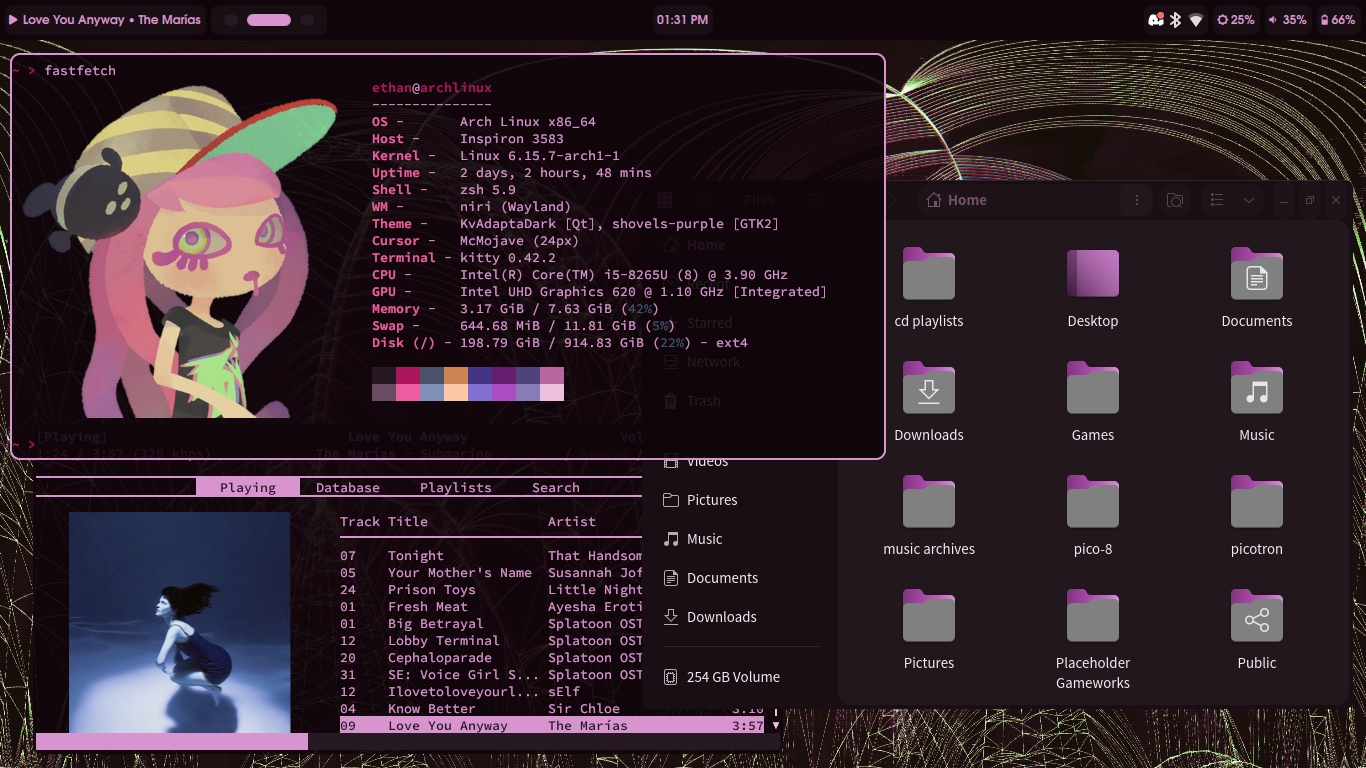 Love You Anyway • The Marías
01:31 PM
25%
35%
66%
~ > fastfetch
ethan@archlinux
---------------
OS - Arch Linux x86_64
Host - Inspiron 3583
Kernel - Linux 6.15.7-arch1-1
Uptime - 2 days, 2 hours, 48 mins
Shell - zsh 5.9
WM - niri (Wayland)
Theme - KvAdaptaDark [Qt], shovels-purple [GTK2]
Cursor - McMojave (24px)
Terminal - kitty 0.42.2
CPU - Intel(R) Core(TM) i5-8265U (8) @ 3.90 GHz
GPU - Intel UHD Graphics 620 @ 1.10 GHz [Integrated]
Memory - 3.17 GiB / 7.63 GiB (42%)
Swap - 644.68 MiB / 11.81 GiB (5%)
Disk (/) - 198.79 GiB / 914.83 GiB (22%) - ext4
~ >
[Playing] Love You Anyway Vol
1:24 / 3:57 (320 kbps) The Marías - Submarine
Playing Database Playlists Search
Track Title Artist
07 Tonight That Handsom
05 Your Mother's Name Susannah Jof
24 Prison Toys Little Night
01 Fresh Meat Ayesha Eroti
01 Big Betrayal Splatoon OST
12 Lobby Terminal Splatoon OST
20 Cephaloparade Splatoon OST
31 SE: Voice Girl S... Splatoon OST
12 Ilovetoloveyourl... sElf
04 Know Better Sir Chloe 3:10
09 Love You Anyway The Marías 3:57
Files
Home
Starred
Network
Trash
Videos
Pictures
Music
Documents
Downloads
254 GB Volume
Home
cd playlists
Desktop
Documents
Downloads
Games
Music
music archives
pico-8
picotron
Pictures
Placeholder
Gameworks
Public